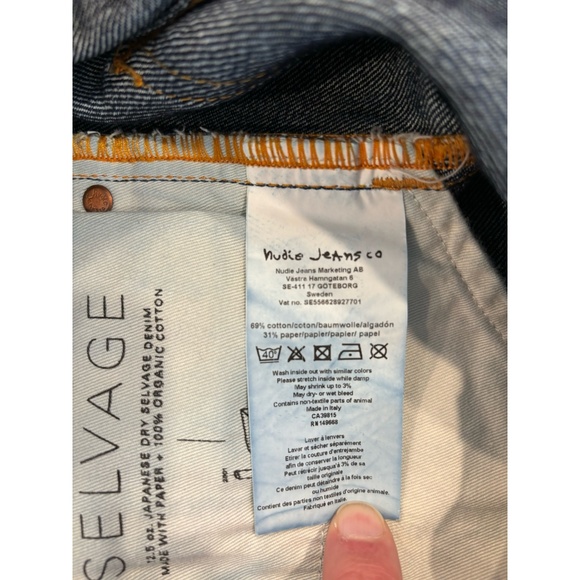 nudie Jeans co
Nudie Jeans Marketing AB
Västra Hamngatan 6
SE-411 17 GÖTEBORG
Sweden
Vat no. SE556628927701
69% cotton/coton/baumwolle/algadón
31% paper/papier/papier/ papel
40°
Wash inside out with similar colors
Please stretch inside while damp
May shrink up to 3%
May dry- or wet bleed
Contains non-textile parts of animal
Made in Italy
CA39815
RN149668
Laver à lenvers
Lavar et sécher séparément
Etirer la couture d'entrejambe
afin de conserver la longueur
Peut rétrécir jusqu'à 3% de sa
taille originale
Ce denim peut déteindre à la fois sec
ou humide
Contient des parties non textiles d'origine animale.
Fabriqué en Italie
SELVAGE
12.5 oz. JAPANESE DRY SELVAGE DENIM
MADE WITH PAPER + 100% ORGANIC COTTON